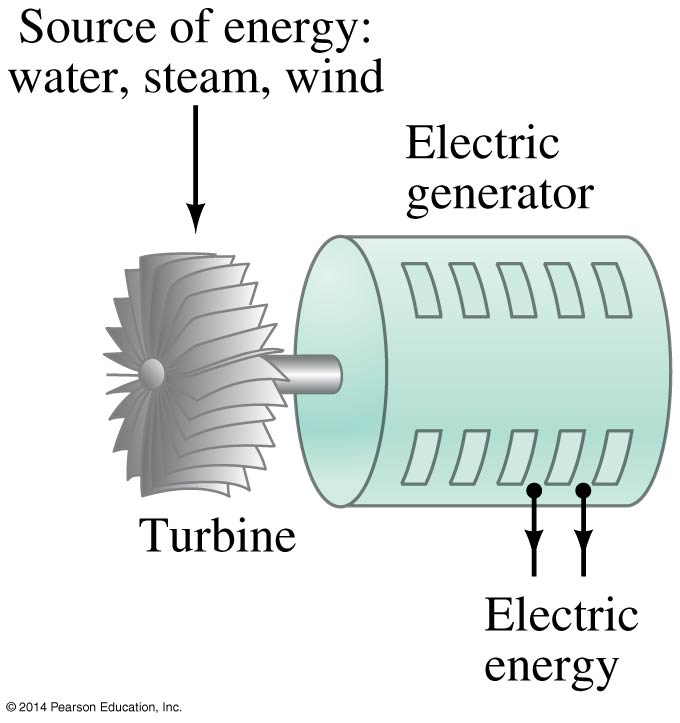 Source of energy:
water, steam, wind
Electric
generator
Turbine
Electric
energy
© 2014 Pearson Education, Inc.